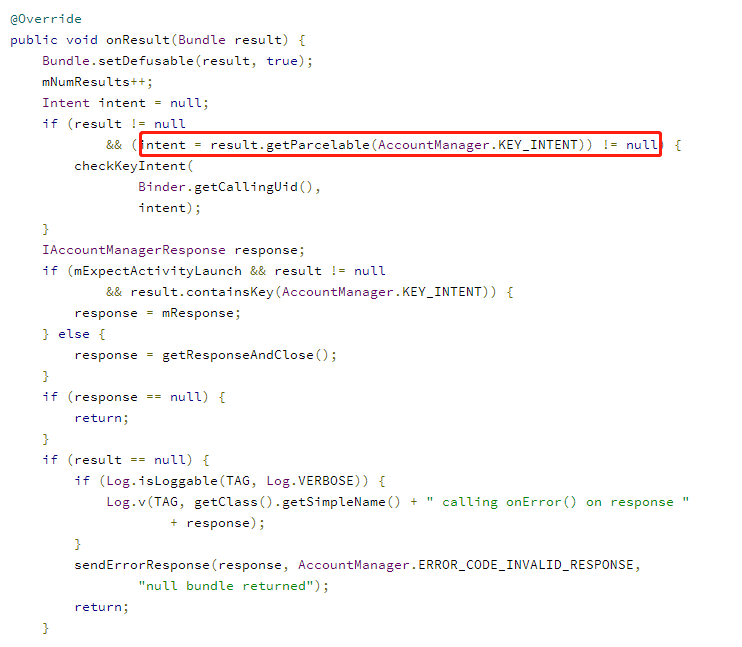 @Override
public void onResult(Bundle result) {
    Bundle.setDefusable(result, true);
    mNumResults++;
    Intent intent = null;
    if (result != null
            && (intent = result.getParcelable(AccountManager.KEY_INTENT)) != null) {
        checkKeyIntent(
                Binder.getCallingUid(),
                intent);
    }
    IAccountManagerResponse response;
    if (mExpectActivityLaunch && result != null
            && result.containsKey(AccountManager.KEY_INTENT)) {
        response = mResponse;
    } else {
        response = getResponseAndClose();
    }
    if (response == null) {
        return;
    }
    if (result == null) {
        if (Log.isLoggable(TAG, Log.VERBOSE)) {
            Log.v(TAG, getClass().getSimpleName() + " calling onError() on response "
                    + response);
        }
        sendErrorResponse(response, AccountManager.ERROR_CODE_INVALID_RESPONSE,
                "null bundle returned");
        return;
    }